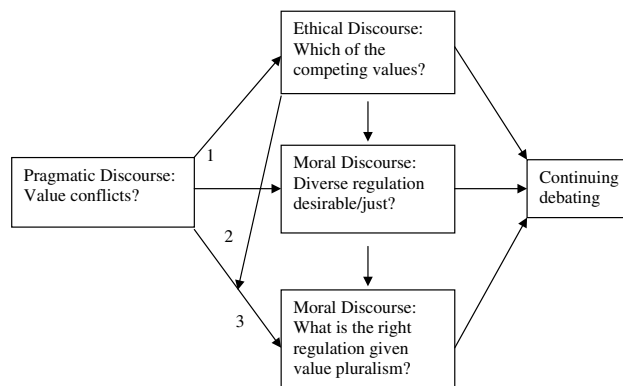 Ethical Discourse:
Which of the
competing values?
1
Pragmatic Discourse:
Value conflicts?
Moral Discourse:
Diverse regulation
desirable/just?
Continuing
debating
2
3
Moral Discourse:
What is the right
regulation given
value pluralism?